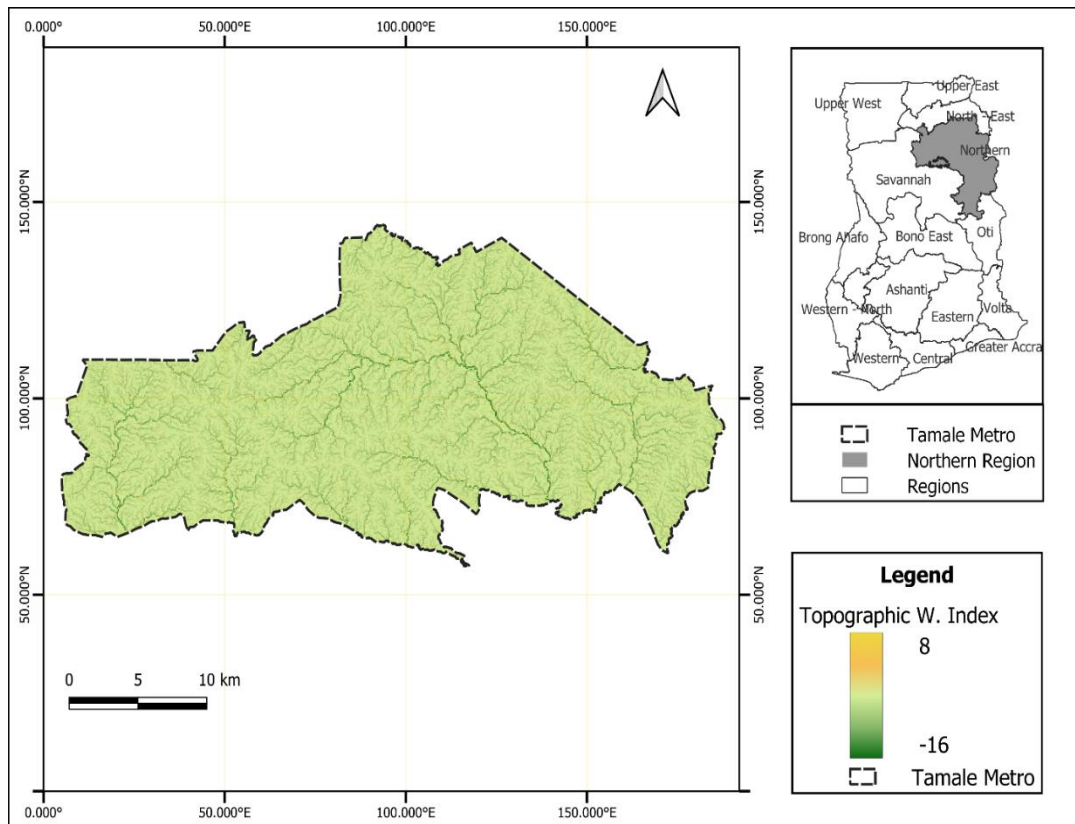 0.000° 50.000°E 100.000°E 150.000°E
150.000°N
100.000°N
50.000°N
150.000°N
100.000°N
50.000°N
0 5 10 km
0.000° 50.000°E 100.000°E 150.000°E
Upper East
Upper West
North - East
Northern
Savannah
Oti
Brong Ahafo
Bono East
Ashanti
Western - North
Volta
Eastern
Greater Accra
Western
Central
Tamale Metro
Northern Region
Regions
Legend
Topographic W. Index
8
-16
Tamale Metro